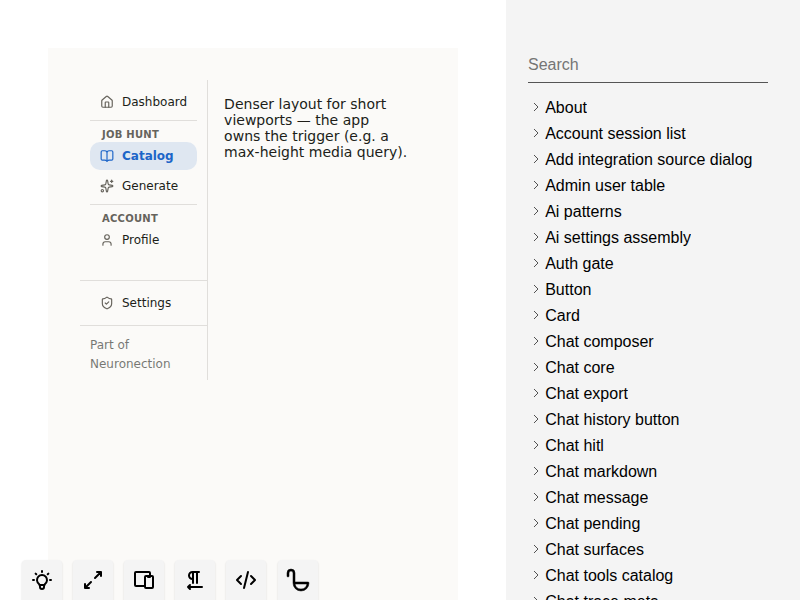 Dashboard
JOB HUNT
Catalog
Generate
ACCOUNT
Profile
Settings
Part of
Neuronection
Denser layout for short
viewports — the app
owns the trigger (e.g. a
max-height media query).
Search
About
Account session list
Add integration source dialog
Admin user table
Ai patterns
Ai settings assembly
Auth gate
Button
Card
Chat composer
Chat core
Chat export
Chat history button
Chat hitl
Chat markdown
Chat message
Chat pending
Chat surfaces
Chat tools catalog
Chat trace meta